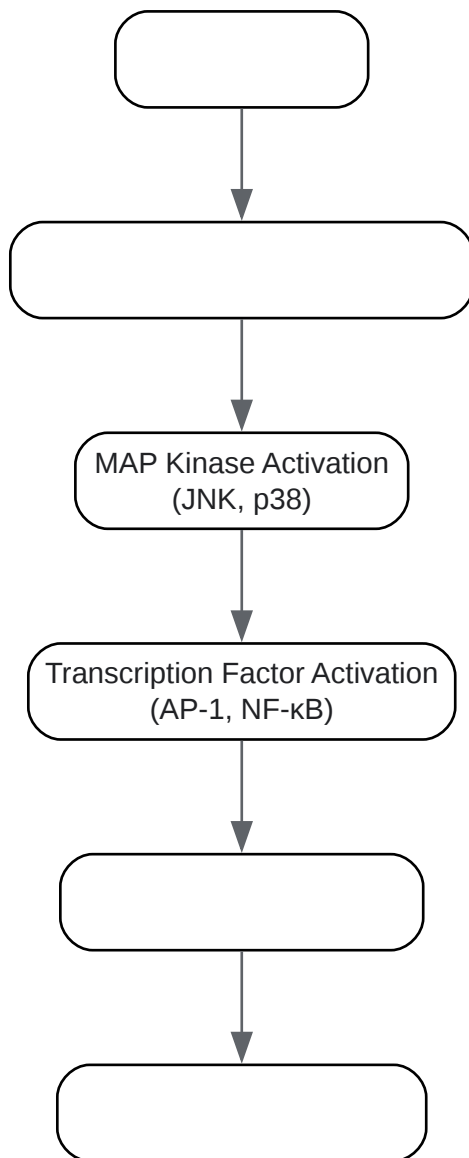 MAP Kinase Activation
(JNK, p38)
Transcription Factor Activation
(AP-1, NF-κB)